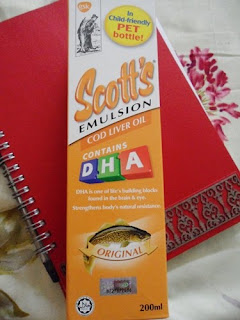 gsk
In
Child-friendly
PET
bottle!
Scott's
EMULSION
COD LIVER OIL
CONTAINS
DHA
DHA is one of life's building blocks
found in the brain & eye.
Strengthens body's natural resistance.
ORIGINAL
200ml